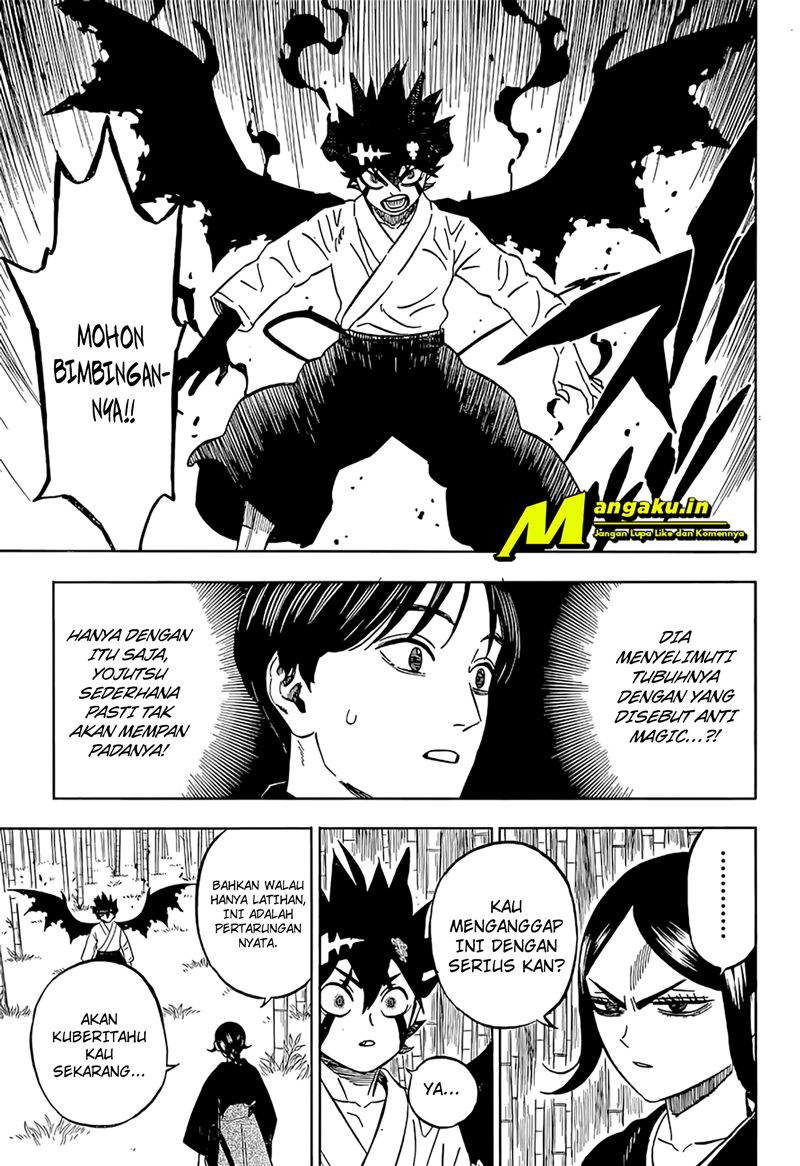 MOHON
BIMBINGAN-
NYA!!
Mangaku.in
Jangan Lupa Like dan Komennya
DIA
MENYELIMUTI
TUBUHNYA
DENGAN YANG
DISEBUT ANTI
MAGIC...?!
HANYA DENGAN
ITU SAJA,
YOJUTSU
SEDERHANA
PASTI TAK
AKAN MEMPAN
PADANYA!
..........
KAU
MENGANGGAP
INI DENGAN
SERIUS KAN?
YA...
BAHKAN WALAU
HANYA LATIHAN,
INI ADALAH
PERTARUNGAN
NYATA.
AKAN
KUBERITAHU
KAU
SEKARANG...